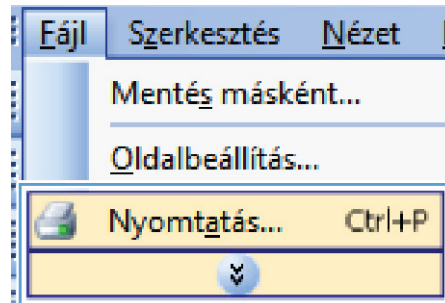 Fájl Szerkesztés Nézet
Mentés másként...
Oldalbeállítás...
Nyomtatás... Ctrl+P